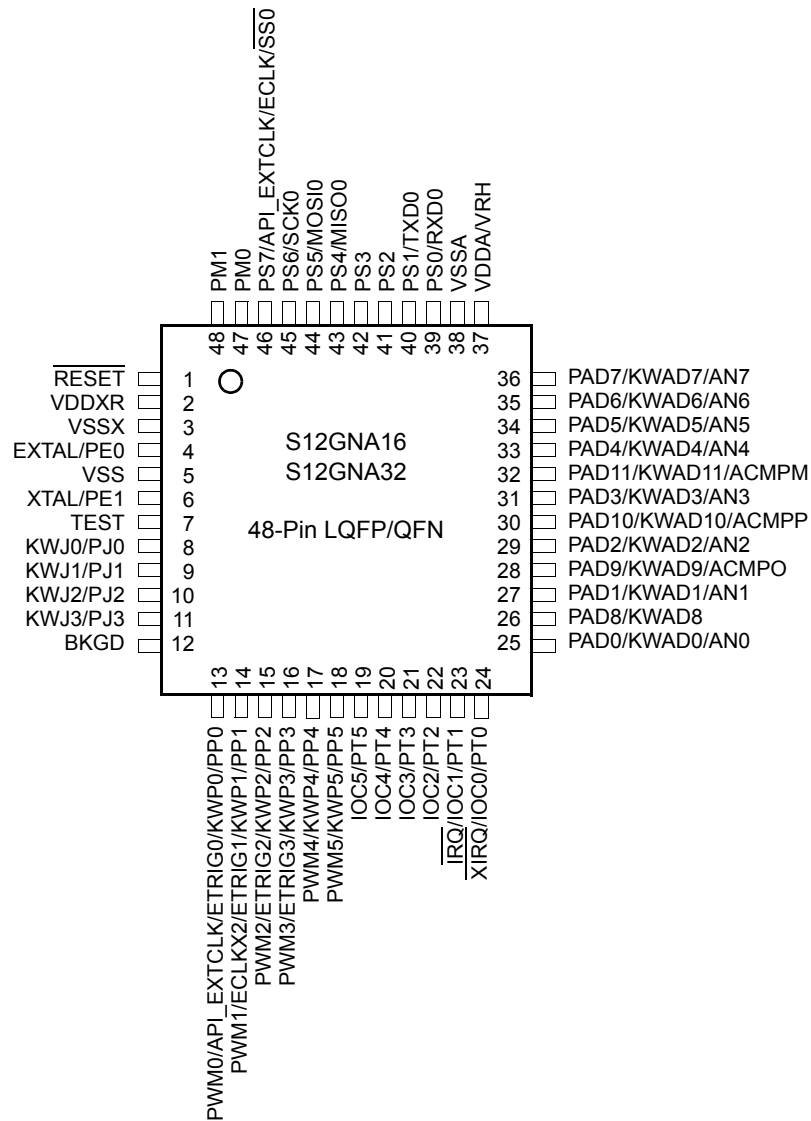 PM1
PM0
PS7/API_EXTCLK/ECLK/SS0
PS6/SCK0
PS5/MOSI0
PS4/MISO0
PS3
PS2
PS1/TXD0
PS0/RXD0
VSSA
VDDA/VRH
48
47
46
45
44
43
42
41
40
39
38
37
RESET 1
VDDXR 2
VSSX 3
EXTAL/PE0 4
VSS 5
XTAL/PE1 6
TEST 7
KWJ0/PJ0 8
KWJ1/PJ1 9
KWJ2/PJ2 10
KWJ3/PJ3 11
BKGD 12
S12GNA16
S12GNA32
48-Pin LQFP/QFN
36 PAD7/KWAD7/AN7
35 PAD6/KWAD6/AN6
34 PAD5/KWAD5/AN5
33 PAD4/KWAD4/AN4
32 PAD11/KWAD11/ACMPM
31 PAD3/KWAD3/AN3
30 PAD10/KWAD10/ACMPP
29 PAD2/KWAD2/AN2
28 PAD9/KWAD9/ACMPO
27 PAD1/KWAD1/AN1
26 PAD8/KWAD8
25 PAD0/KWAD0/AN0
13
14
15
16
17
18
19
20
21
22
23
24
PWM0/API_EXTCLK/ETRIG0/KWP0/PP0
PWM1/ECLKX2/ETRIG1/KWP1/PP1
PWM2/ETRIG2/KWP2/PP2
PWM3/ETRIG3/KWP3/PP3
PWM4/KWP4/PP4
PWM5/KWP5/PP5
IOC5/PT5
IOC4/PT4
IOC3/PT3
IOC2/PT2
IRQ/IOC1/PT1
XIRQ/IOC0/PT0